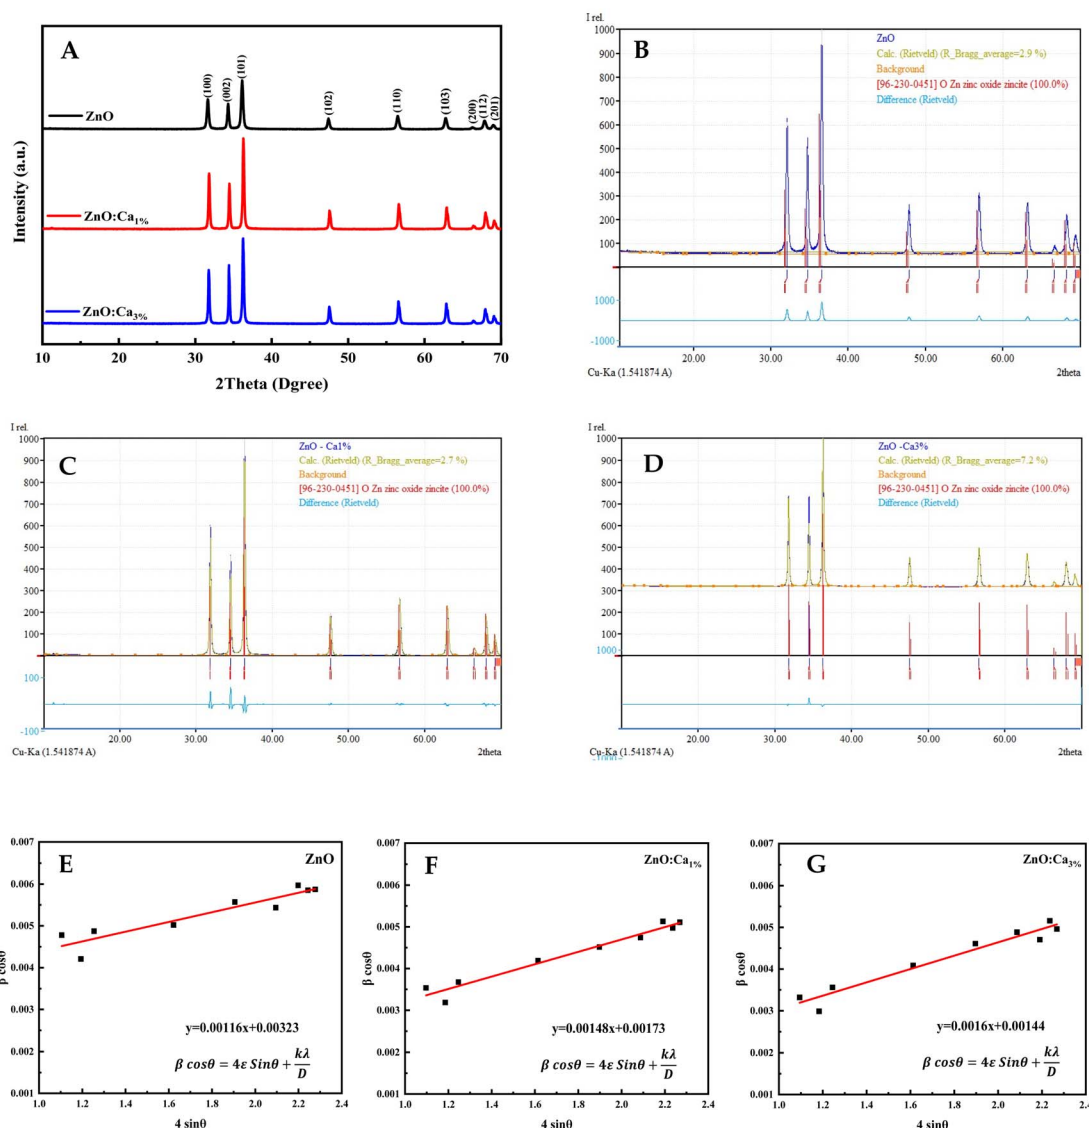 A
(100)
(002)
(101)
(102)
(110)
(103)
(200)
(112)
(201)
ZnO
ZnO:Ca1%
ZnO:Ca3%
Intensity (a.u.)
10 20 30 40 50 60 70
2Theta (Dgree)
I rel.
B
ZnO
Calc. (Rietveld) (R_Bragg_average=2.9 %)
Background
[96-230-0451] O Zn zinc oxide zincite (100.0%)
Difference (Rietveld)
1000
900
800
700
600
500
400
300
200
100
1000
-1000
20.00 30.00 40.00 50.00 60.00
Cu-Ka (1.541874 A) 2theta
I rel.
C
ZnO - Ca1%
Calc. (Rietveld) (R_Bragg_average=2.7 %)
Background
[96-230-0451] O Zn zinc oxide zincite (100.0%)
Difference (Rietveld)
1000
900
800
700
600
500
400
300
200
100
100
-100
20.00 30.00 40.00 50.00 60.00
Cu-Ka (1.541874 A) 2theta
I rel.
D
ZnO -Ca3%
Calc. (Rietveld) (R_Bragg_average=7.2 %)
Background
[96-230-0451] O Zn zinc oxide zincite (100.0%)
Difference (Rietveld)
1000
900
800
700
600
500
400
300
200
100
1000
20.00 30.00 40.00 50.00 60.00
Cu-Ka (1.541874 A) 2theta
-1000
E
ZnO
0.007
0.006
0.005
0.004
0.003
0.002
0.001
β cosθ
y=0.00116x+0.00323
β cosθ = 4ε Sinθ + kλ/D
1.0 1.2 1.4 1.6 1.8 2.0 2.2 2.4
4 sinθ
F
ZnO:Ca1%
0.007
0.006
0.005
0.004
0.003
0.002
0.001
β cosθ
y=0.00148x+0.00173
β cosθ = 4ε Sinθ + kλ/D
1.0 1.2 1.4 1.6 1.8 2.0 2.2 2.4
4 sinθ
G
ZnO:Ca3%
0.007
0.006
0.005
0.004
0.003
0.002
0.001
β cosθ
y=0.0016x+0.00144
β cosθ = 4ε Sinθ + kλ/D
1.0 1.2 1.4 1.6 1.8 2.0 2.2 2.4
4 sinθ